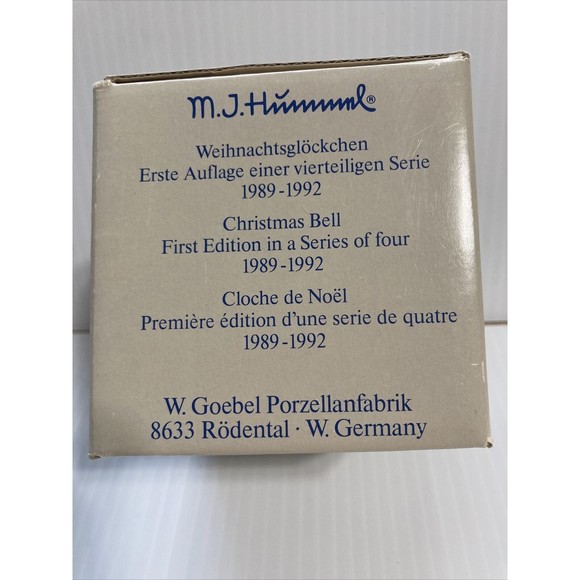 M.J.Hümmel®
Weihnachtsglöckchen
Erste Auflage einer vierteiligen Serie
1989-1992
Christmas Bell
First Edition in a Series of four
1989-1992
Cloche de Noël
Première édition d'une serie de quatre
1989-1992
W. Goebel Porzellanfabrik
8633 Rödental · W. Germany